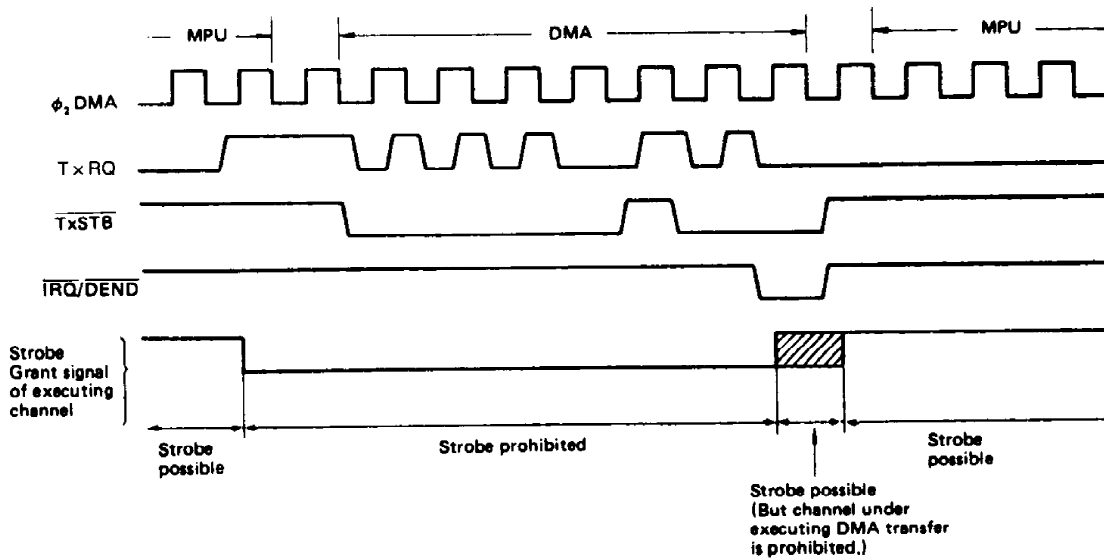 MPU DMA MPU
ϕ₂ DMA
T×RQ
TxSTB
IRQ/DEND
Strobe
Grant signal
of executing
channel
Strobe
possible
Strobe prohibited
Strobe
possible
Strobe possible
(But channel under
executing DMA transfer
is prohibited.)